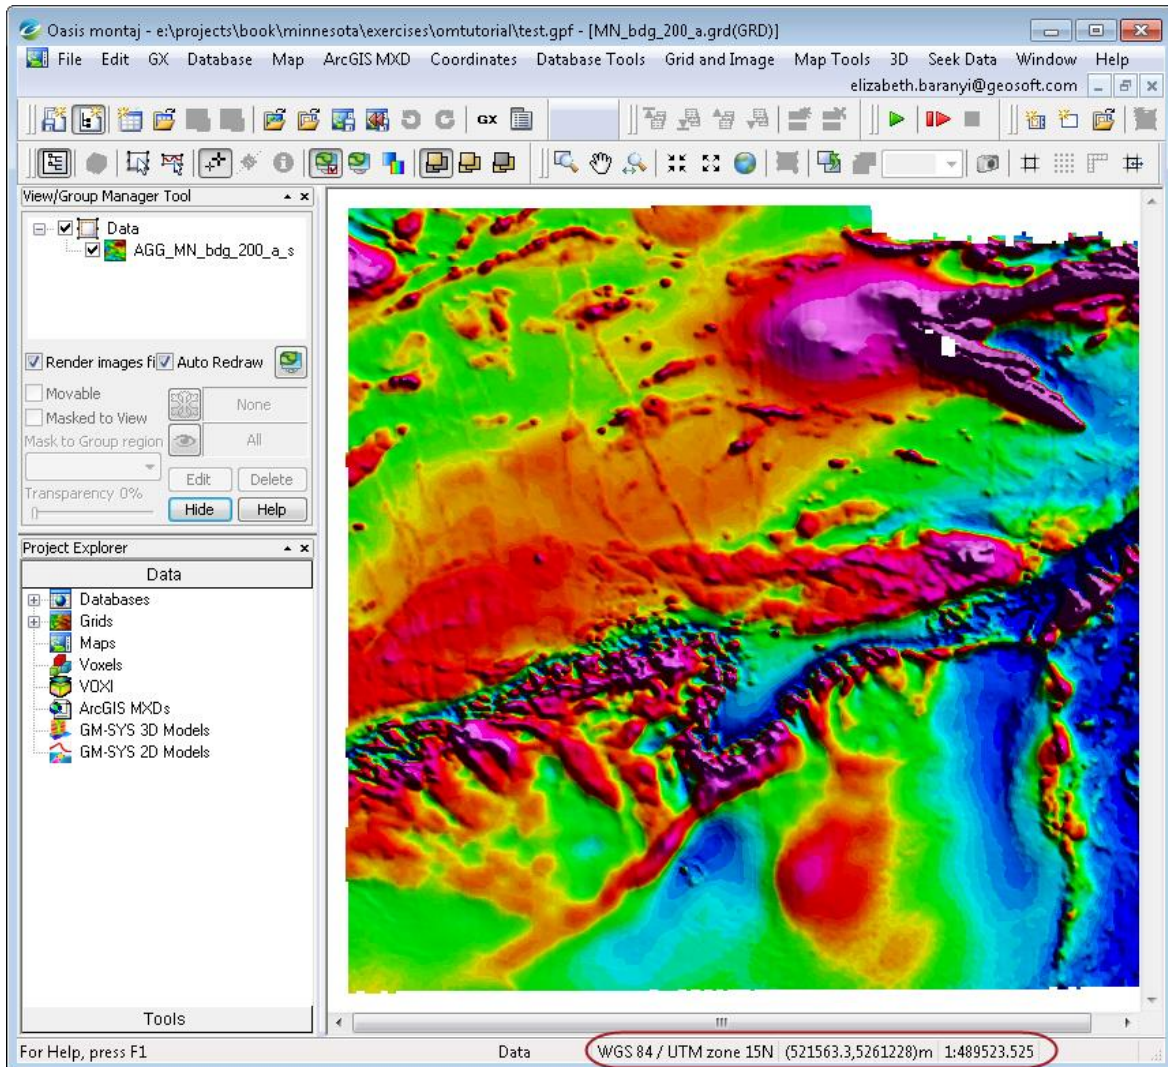 Oasis montaj - e:\projects\book\minnesota\exercises\omtutorial\test.gpf - [MN_bdg_200_a.grd(GRD)]
File Edit GX Database Map ArcGIS MXD Coordinates Database Tools Grid and Image Map Tools 3D Seek Data Window Help
elizabeth.baranyi@geosoft.com
GX
View/Group Manager Tool
Data
AGG_MN_bdg_200_a_s
Render images fi Auto Redraw
Movable
None
Masked to View
Mask to Group region
All
Edit Delete
Transparency 0%
Hide Help
Project Explorer
Data
Databases
Grids
Maps
Voxels
VOXI
ArcGIS MXDs
GM-SYS 3D Models
GM-SYS 2D Models
Tools
For Help, press F1 Data WGS 84 / UTM zone 15N (521563.3,5261228)m 1:489523.525